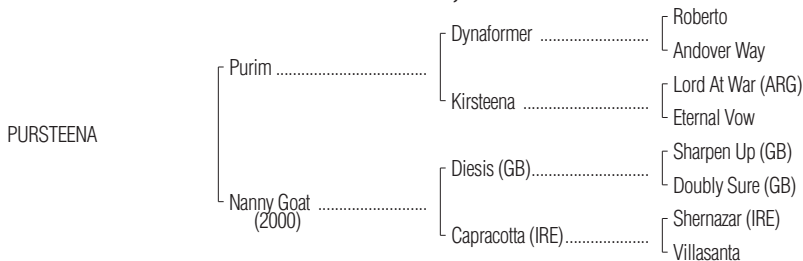 Roberto
Dynaformer ..............................
Andover Way
Purim ..........................................
Lord At War (ARG)
Kirsteena ...................................
Eternal Vow
PURSTEENA
Sharpen Up (GB)
Diesis (GB)................................
Doubly Sure (GB)
Nanny Goat ..............................
(2000)
Shernazar (IRE)
Capracotta (IRE)........................
Villasanta